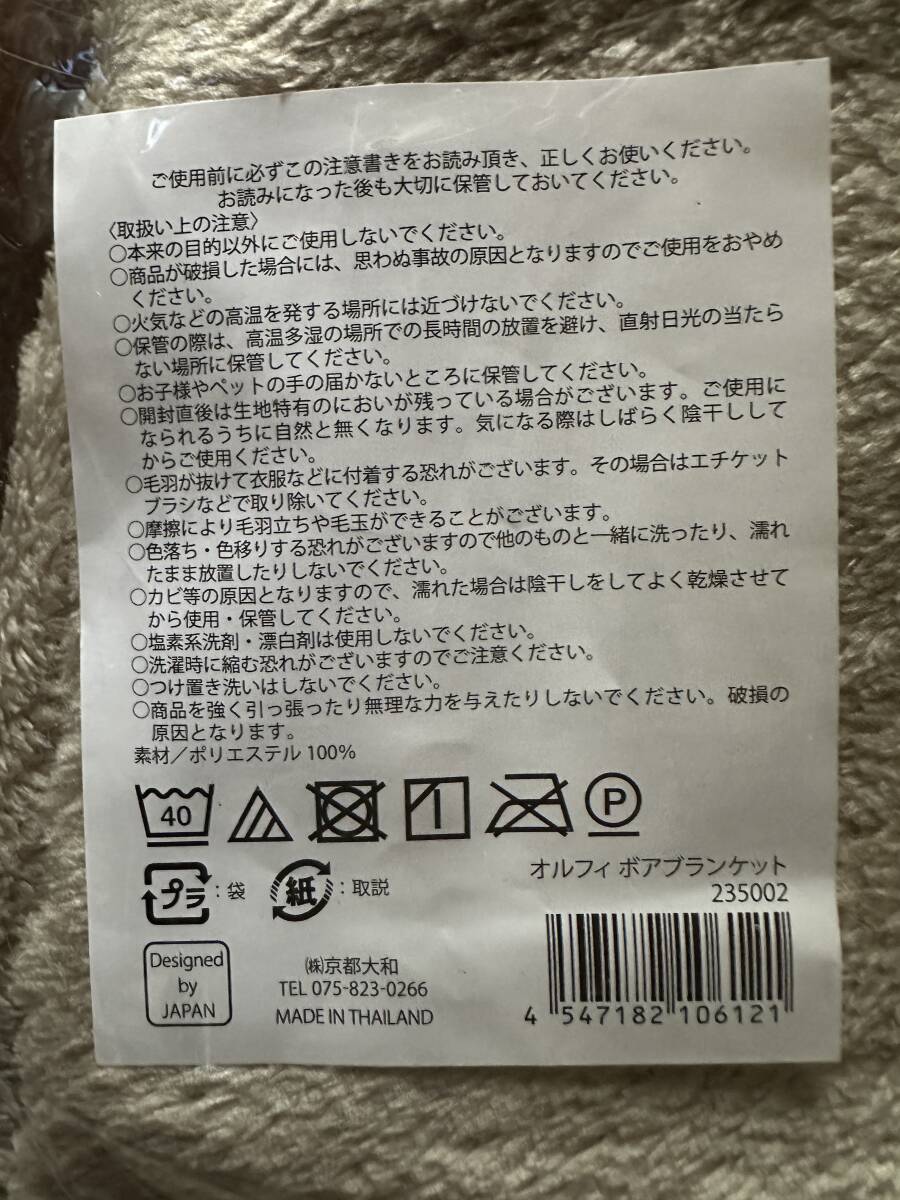 ご使用前に必ずこの注意書きをお読み頂き、正しくお使いください。
お読みになった後も大切に保管しておいてください。
〈取扱い上の注意〉
○本来の目的以外にご使用しないでください。
○商品が破損した場合には、思わぬ事故の原因となりますのでご使用をおやめ
ください。
○火気などの高温を発する場所には近づけないでください。
○保管の際は、高温多湿の場所での長時間の放置を避け、直射日光の当たら
ない場所に保管してください。
○お子様やペットの手の届かないところに保管してください。
○開封直後は生地特有のにおいが残っている場合がございます。ご使用に
なられるうちに自然と無くなります。気になる際はしばらく陰干しして
からご使用ください。
○毛羽が抜けて衣服などに付着する恐れがございます。その場合はエチケット
ブラシなどで取り除いてください。
○摩擦により毛羽立ちや毛玉ができることがございます。
○色落ち・色移りする恐れがございますので他のものと一緒に洗ったり、濡れ
たまま放置したりしないでください。
○カビ等の原因となりますので、濡れた場合は陰干しをしてよく乾燥させて
から使用・保管してください。
○塩素系洗剤・漂白剤は使用しないでください。
○洗濯時に縮む恐れがございますのでご注意ください。
○つけ置き洗いはしないでください。
○商品を強く引っ張ったり無理な力を与えたりしないでください。破損の
原因となります。
素材／ポリエステル 100%
40 P
プラ：袋 紙：取説
オルフィ ボアブランケット
235002
Designed
by
JAPAN
㈱京都大和
TEL 075-823-0266
MADE IN THAILAND
4 547182 106121